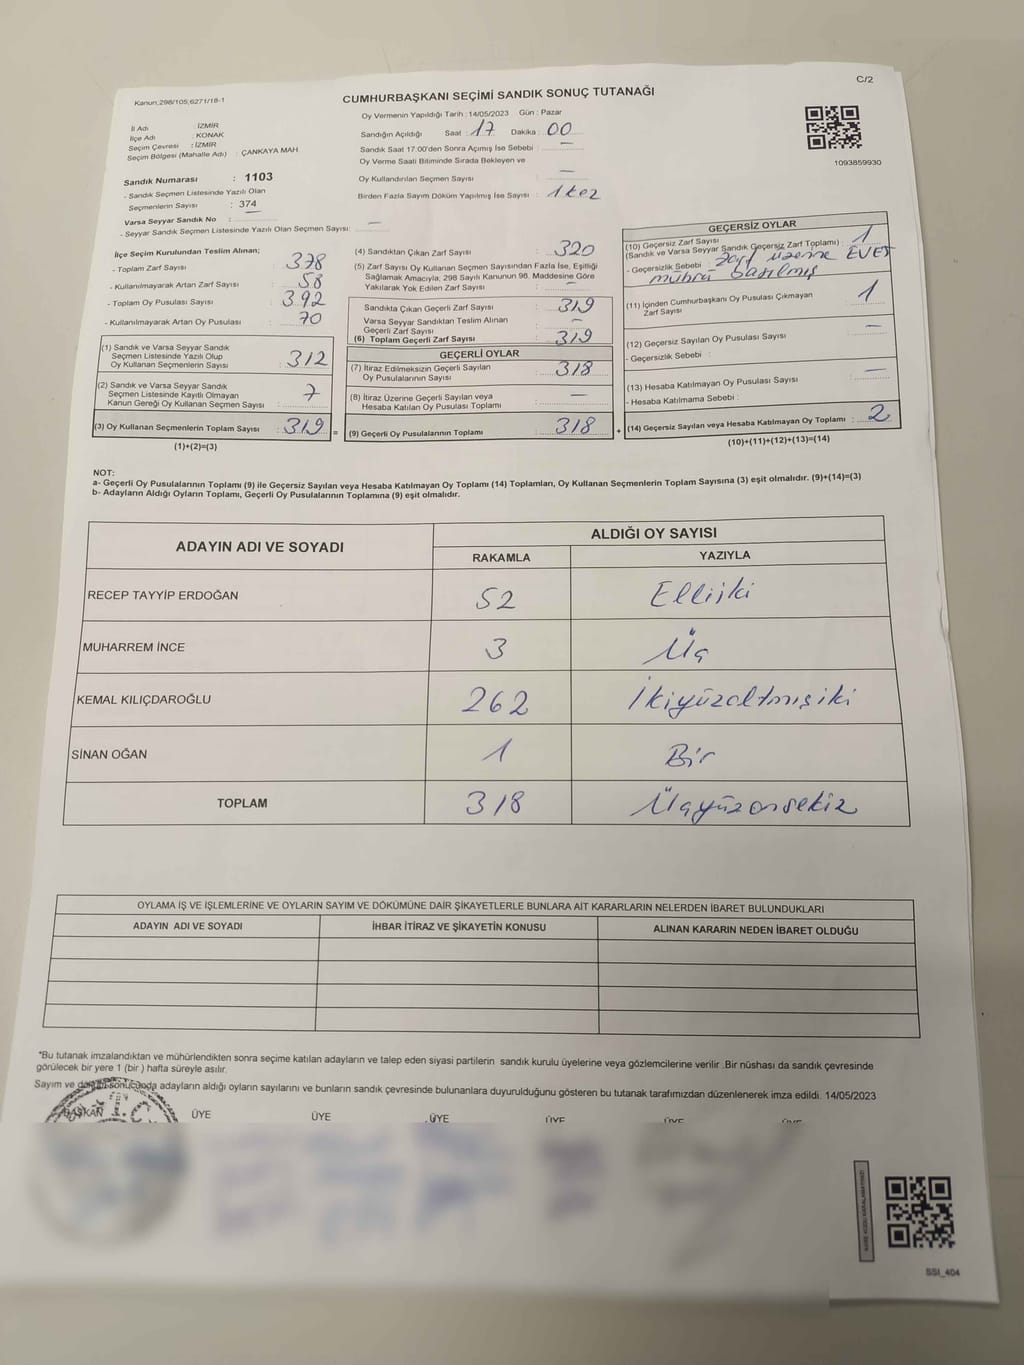 C/2
Kanun,298/105,6271/18-1
CUMHURBAŞKANI SEÇİMİ SANDIK SONUÇ TUTANAĞI
Oy Vermenin Yapıldığı Tarih : 14/05/2023 Gün : Pazar
İl Adı : İZMİR
İlçe Adı : KONAK
Seçim Çevresi : İZMİR
Seçim Bölgesi (Mahalle Adı) : ÇANKAYA MAH.
Sandığın Açıldığı Saat : 17 Dakika : 00
Sandık Saat 17:00'den Sonra Açımış İse Sebebi : —
Oy Verme Saati Bitiminde Sırada Bekleyen ve
Oy Kullandırılan Seçmen Sayısı : —
Birden Fazla Sayım Döküm Yapılmış İse Sayısı : 1 kez
1093859930
Sandık Numarası : 1103
- Sandık Seçmen Listesinde Yazılı Olan
Seçmenlerin Sayısı : 374
Varsa Seyyar Sandık No :
- Seyyar Sandık Seçmen Listesinde Yazılı Olan Seçmen Sayısı: —
İlçe Seçim Kurulundan Teslim Alınan;
- Toplam Zarf Sayısı : 378
- Kullanılmayarak Artan Zarf Sayısı : 58
- Toplam Oy Pusulası Sayısı : 392
- Kullanılmayarak Artan Oy Pusulası : 70
(1) Sandık ve Varsa Seyyar Sandık
Seçmen Listesinde Yazılı Olup
Oy Kullanan Seçmenlerin Sayısı : 312
(2) Sandık ve Varsa Seyyar Sandık
Seçmen Listesinde Kayıtlı Olmayan
Kanun Gereği Oy Kullanan Seçmen Sayısı : 7
(3) Oy Kullanan Seçmenlerin Toplam Sayısı : 319 =
(1)+(2)=(3)
(4) Sandıktan Çıkan Zarf Sayısı : 320
(5) Zarf Sayısı Oy Kullanan Seçmen Sayısından Fazla İse, Eşitliği
Sağlamak Amacıyla, 298 Sayılı Kanunun 98. Maddesine Göre
Yakılarak Yok Edilen Zarf Sayısı : —
Sandıkta Çıkan Geçerli Zarf Sayısı : 319
Varsa Seyyar Sandıktan Teslim Alınan
Geçerli Zarf Sayısı : —
(6) Toplam Geçerli Zarf Sayısı : 319
GEÇERLİ OYLAR
(7) İtiraz Edilmeksizin Geçerli Sayılan
Oy Pusulalarının Sayısı : 318
(8) İtiraz Üzerine Geçerli Sayılan veya
Hesaba Katılan Oy Pusulası Toplamı : —
(9) Geçerli Oy Pusulalarının Toplamı : 318 +
GEÇERSİZ OYLAR
(10) Geçersiz Zarf Sayısı
(Sandık ve Varsa Seyyar Sandık Geçersiz Zarf Toplamı) : 1
- Geçersizlik Sebebi : Zarf üzerine EVET
mührü basılmış
(11) İçinden Cumhurbaşkanı Oy Pusulası Çıkmayan
Zarf Sayısı : 1
(12) Geçersiz Sayılan Oy Pusulası Sayısı : —
- Geçersizlik Sebebi :
(13) Hesaba Katılmayan Oy Pusulası Sayısı : —
- Hesaba Katılmama Sebebi :
(14) Geçersiz Sayılan veya Hesaba Katılmayan Oy Toplamı : 2
(10)+(11)+(12)+(13)=(14)
NOT:
a- Geçerli Oy Pusulalarının Toplamı (9) ile Geçersiz Sayılan veya Hesaba Katılmayan Oy Toplamı (14) Toplamları, Oy Kullanan Seçmenlerin Toplam Sayısına (3) eşit olmalıdır. (9)+(14)=(3)
b- Adayların Aldığı Oyların Toplamı, Geçerli Oy Pusulalarının Toplamına (9) eşit olmalıdır.
ADAYIN ADI VE SOYADI
ALDIĞI OY SAYISI
RAKAMLA YAZIYLA
RECEP TAYYİP ERDOĞAN 52 Elliiki
MUHARREM İNCE 3 Üç
KEMAL KILIÇDAROĞLU 262 İkiyüzaltmışiki
SİNAN OĞAN 1 Bir
TOPLAM 318 Üçyüzonsekiz
OYLAMA İŞ VE İŞLEMLERİNE VE OYLARIN SAYIM VE DÖKÜMÜNE DAİR ŞİKAYETLERLE BUNLARA AİT KARARLARIN NELERDEN İBARET BULUNDUKLARI
ADAYIN ADI VE SOYADI İHBAR İTİRAZ VE ŞİKAYETİN KONUSU ALINAN KARARIN NEDEN İBARET OLDUĞU
*Bu tutanak imzalandıktan ve mühürlendikten sonra seçime katılan adayların ve talep eden siyasi partilerin sandık kurulu üyelerine veya gözlemcilerine verilir. Bir nüshası da sandık çevresinde
görülecek bir yere 1 (bir ) hafta süreyle asılır.
Sayım ve döküm sonucunda adayların aldığı oyların sayılarını ve bunların sandık çevresinde bulunanlara duyurulduğunu gösteren bu tutanak tarafımızdan düzenlenerek imza edildi. 14/05/2023
BAŞKAN ÜYE ÜYE ÜYE ÜYE ÜYE ÜYE
T.C.
SSI_404